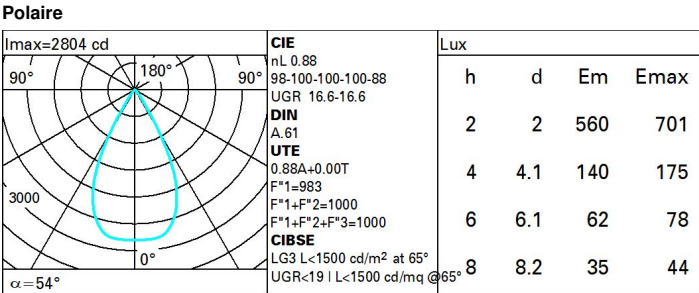 Polaire
Imax=2804 cd
90° 180° 90°
3000
0°
α=54°
CIE
nL 0.88
98-100-100-100-88
UGR 16.6-16.6
DIN
A.61
UTE
0.88A+0.00T
F"1=983
F"1+F"2=1000
F"1+F"2+F"3=1000
CIBSE
LG3 L<1500 cd/m² at 65°
UGR<19 | L<1500 cd/mq @65°
Lux
h d Em Emax
2 2 560 701
4 4.1 140 175
6 6.1 62 78
8 8.2 35 44